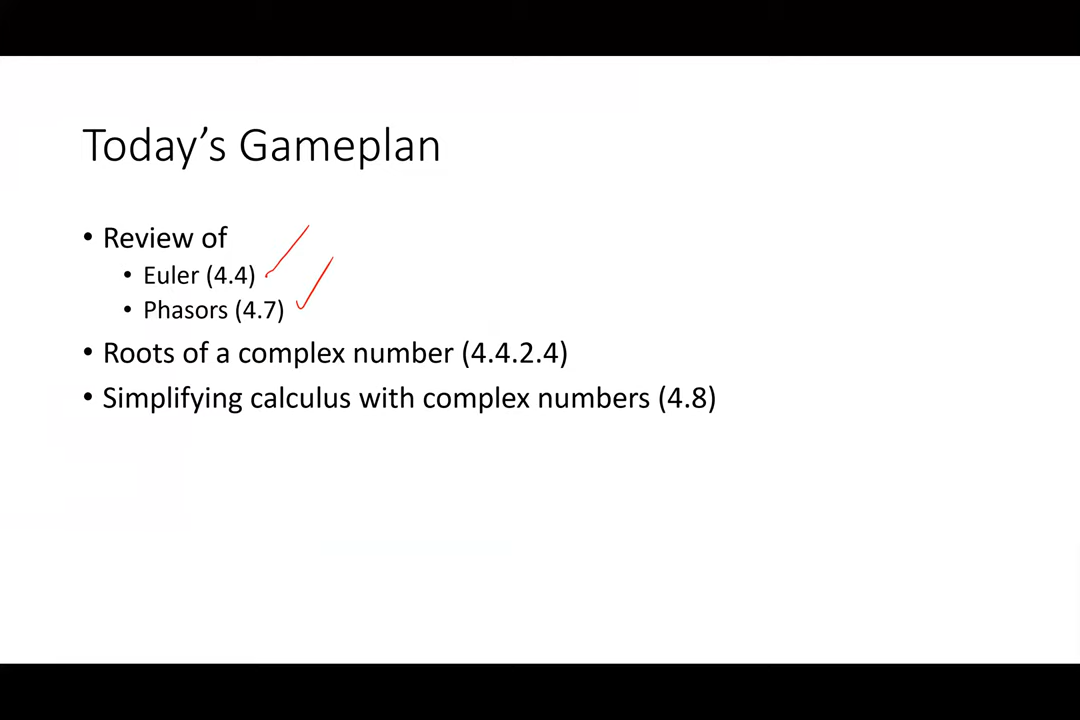 Today’s Gameplan
• Review of
• Euler (4.4)
• Phasors (4.7)
• Roots of a complex number (4.4.2.4)
• Simplifying calculus with complex numbers (4.8)